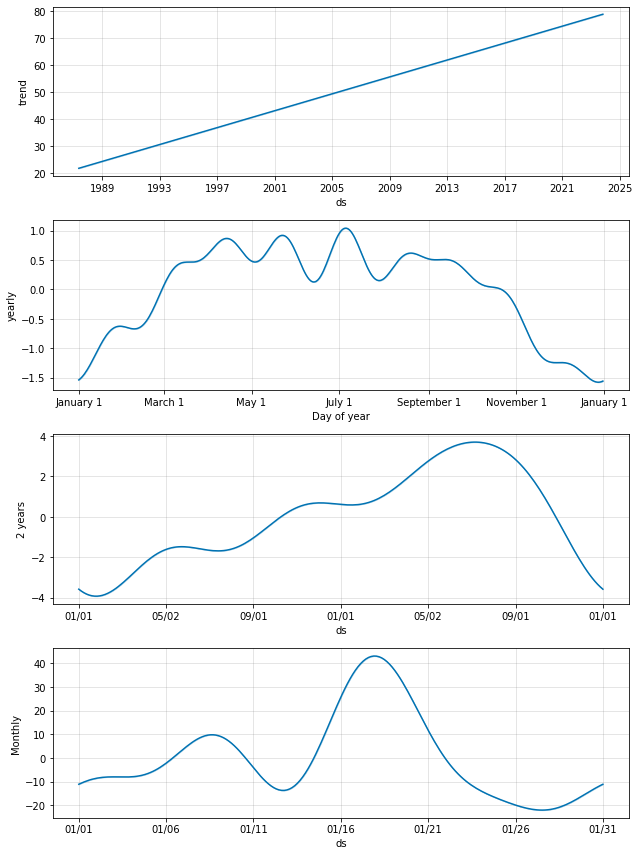 80
70
60
50
40
30
20
trend
1989 1993 1997 2001 2005 2009 2013 2017 2021 2025
ds
1.0
0.5
0.0
−0.5
−1.0
−1.5
yearly
January 1 March 1 May 1 July 1 September 1 November 1 January 1
Day of year
4
2
0
−2
−4
2 years
01/01 05/02 09/01 01/01 05/02 09/01 01/01
ds
40
30
20
10
0
−10
−20
Monthly
01/01 01/06 01/11 01/16 01/21 01/26 01/31
ds